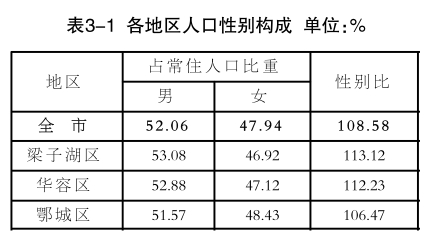 表3-1 各地区人口性别构成 单位:%
地区 占常住人口比重 性别比
男 女
全 市 52.06 47.94 108.58
梁子湖区 53.08 46.92 113.12
华容区 52.88 47.12 112.23
鄂城区 51.57 48.43 106.47